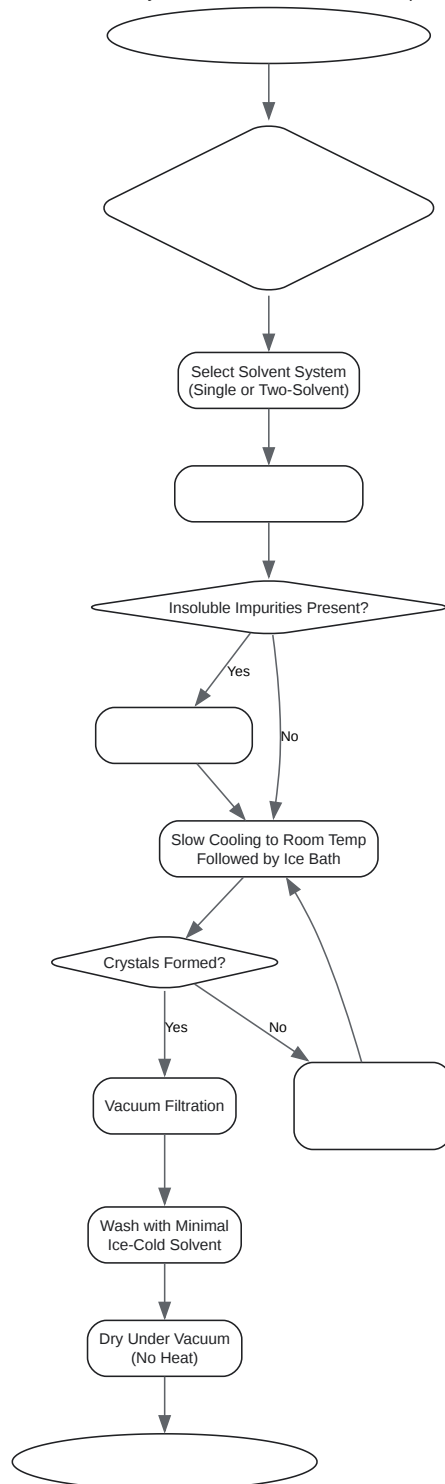 Select Solvent System
(Single or Two-Solvent)
Insoluble Impurities Present?
Yes
No
Slow Cooling to Room Temp
Followed by Ice Bath
Crystals Formed?
Yes
No
Vacuum Filtration
Wash with Minimal
Ice-Cold Solvent
Dry Under Vacuum
(No Heat)